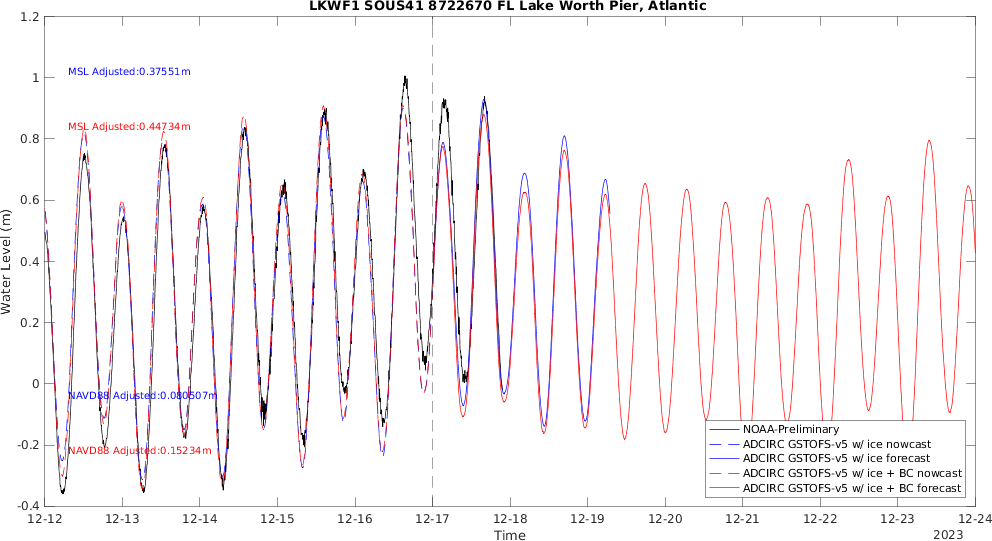 LKWF1 SOUS41 8722670 FL Lake Worth Pier, Atlantic
1.2
1
0.8
0.6
0.4
0.2
0
-0.2
-0.4
Water Level (m)
MSL Adjusted:0.37551m
MSL Adjusted:0.44734m
NAVD88 Adjusted:0.080507m
NAVD88 Adjusted:0.15234m
NOAA-Preliminary
ADCIRC GSTOFS-v5 w/ ice nowcast
ADCIRC GSTOFS-v5 w/ ice forecast
ADCIRC GSTOFS-v5 w/ ice + BC nowcast
ADCIRC GSTOFS-v5 w/ ice + BC forecast
12-12 12-13 12-14 12-15 12-16 12-17 12-18 12-19 12-20 12-21 12-22 12-23 12-24
Time
2023